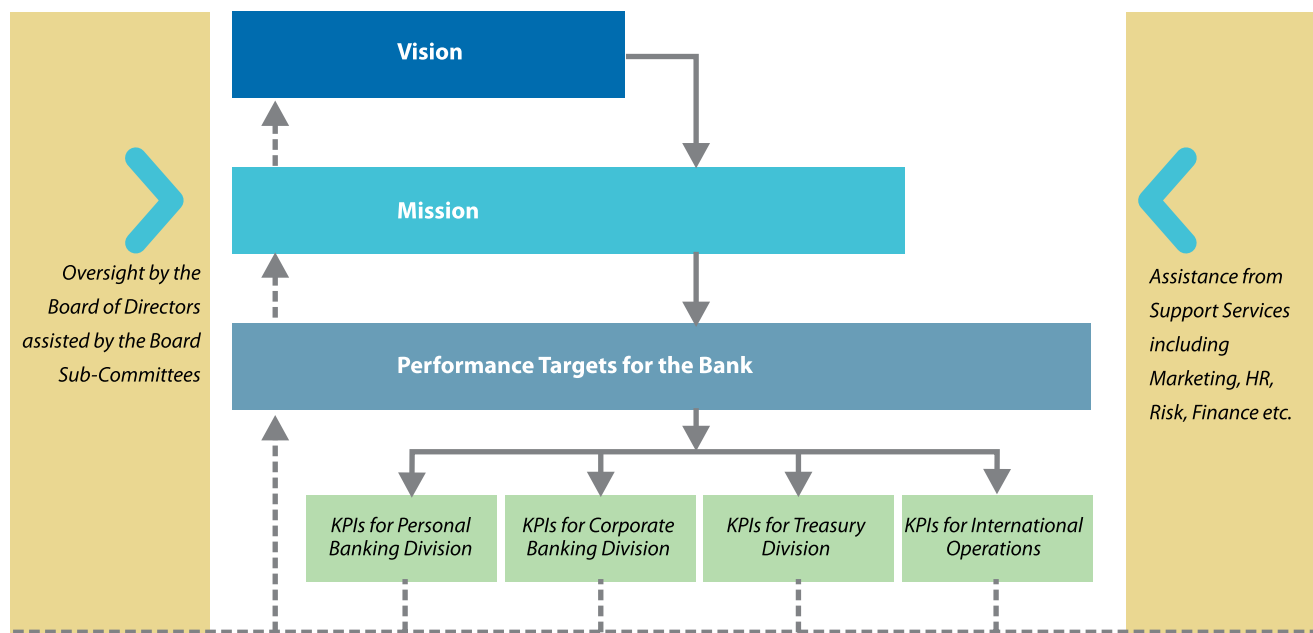 Vision
Mission
Oversight by the
Board of Directors
assisted by the Board
Sub-Committees
Assistance from
Support Services
including
Marketing, HR,
Risk, Finance etc.
Performance Targets for the Bank
KPIs for Personal
Banking Division
KPIs for Corporate
Banking Division
KPIs for Treasury
Division
KPIs for International
Operations